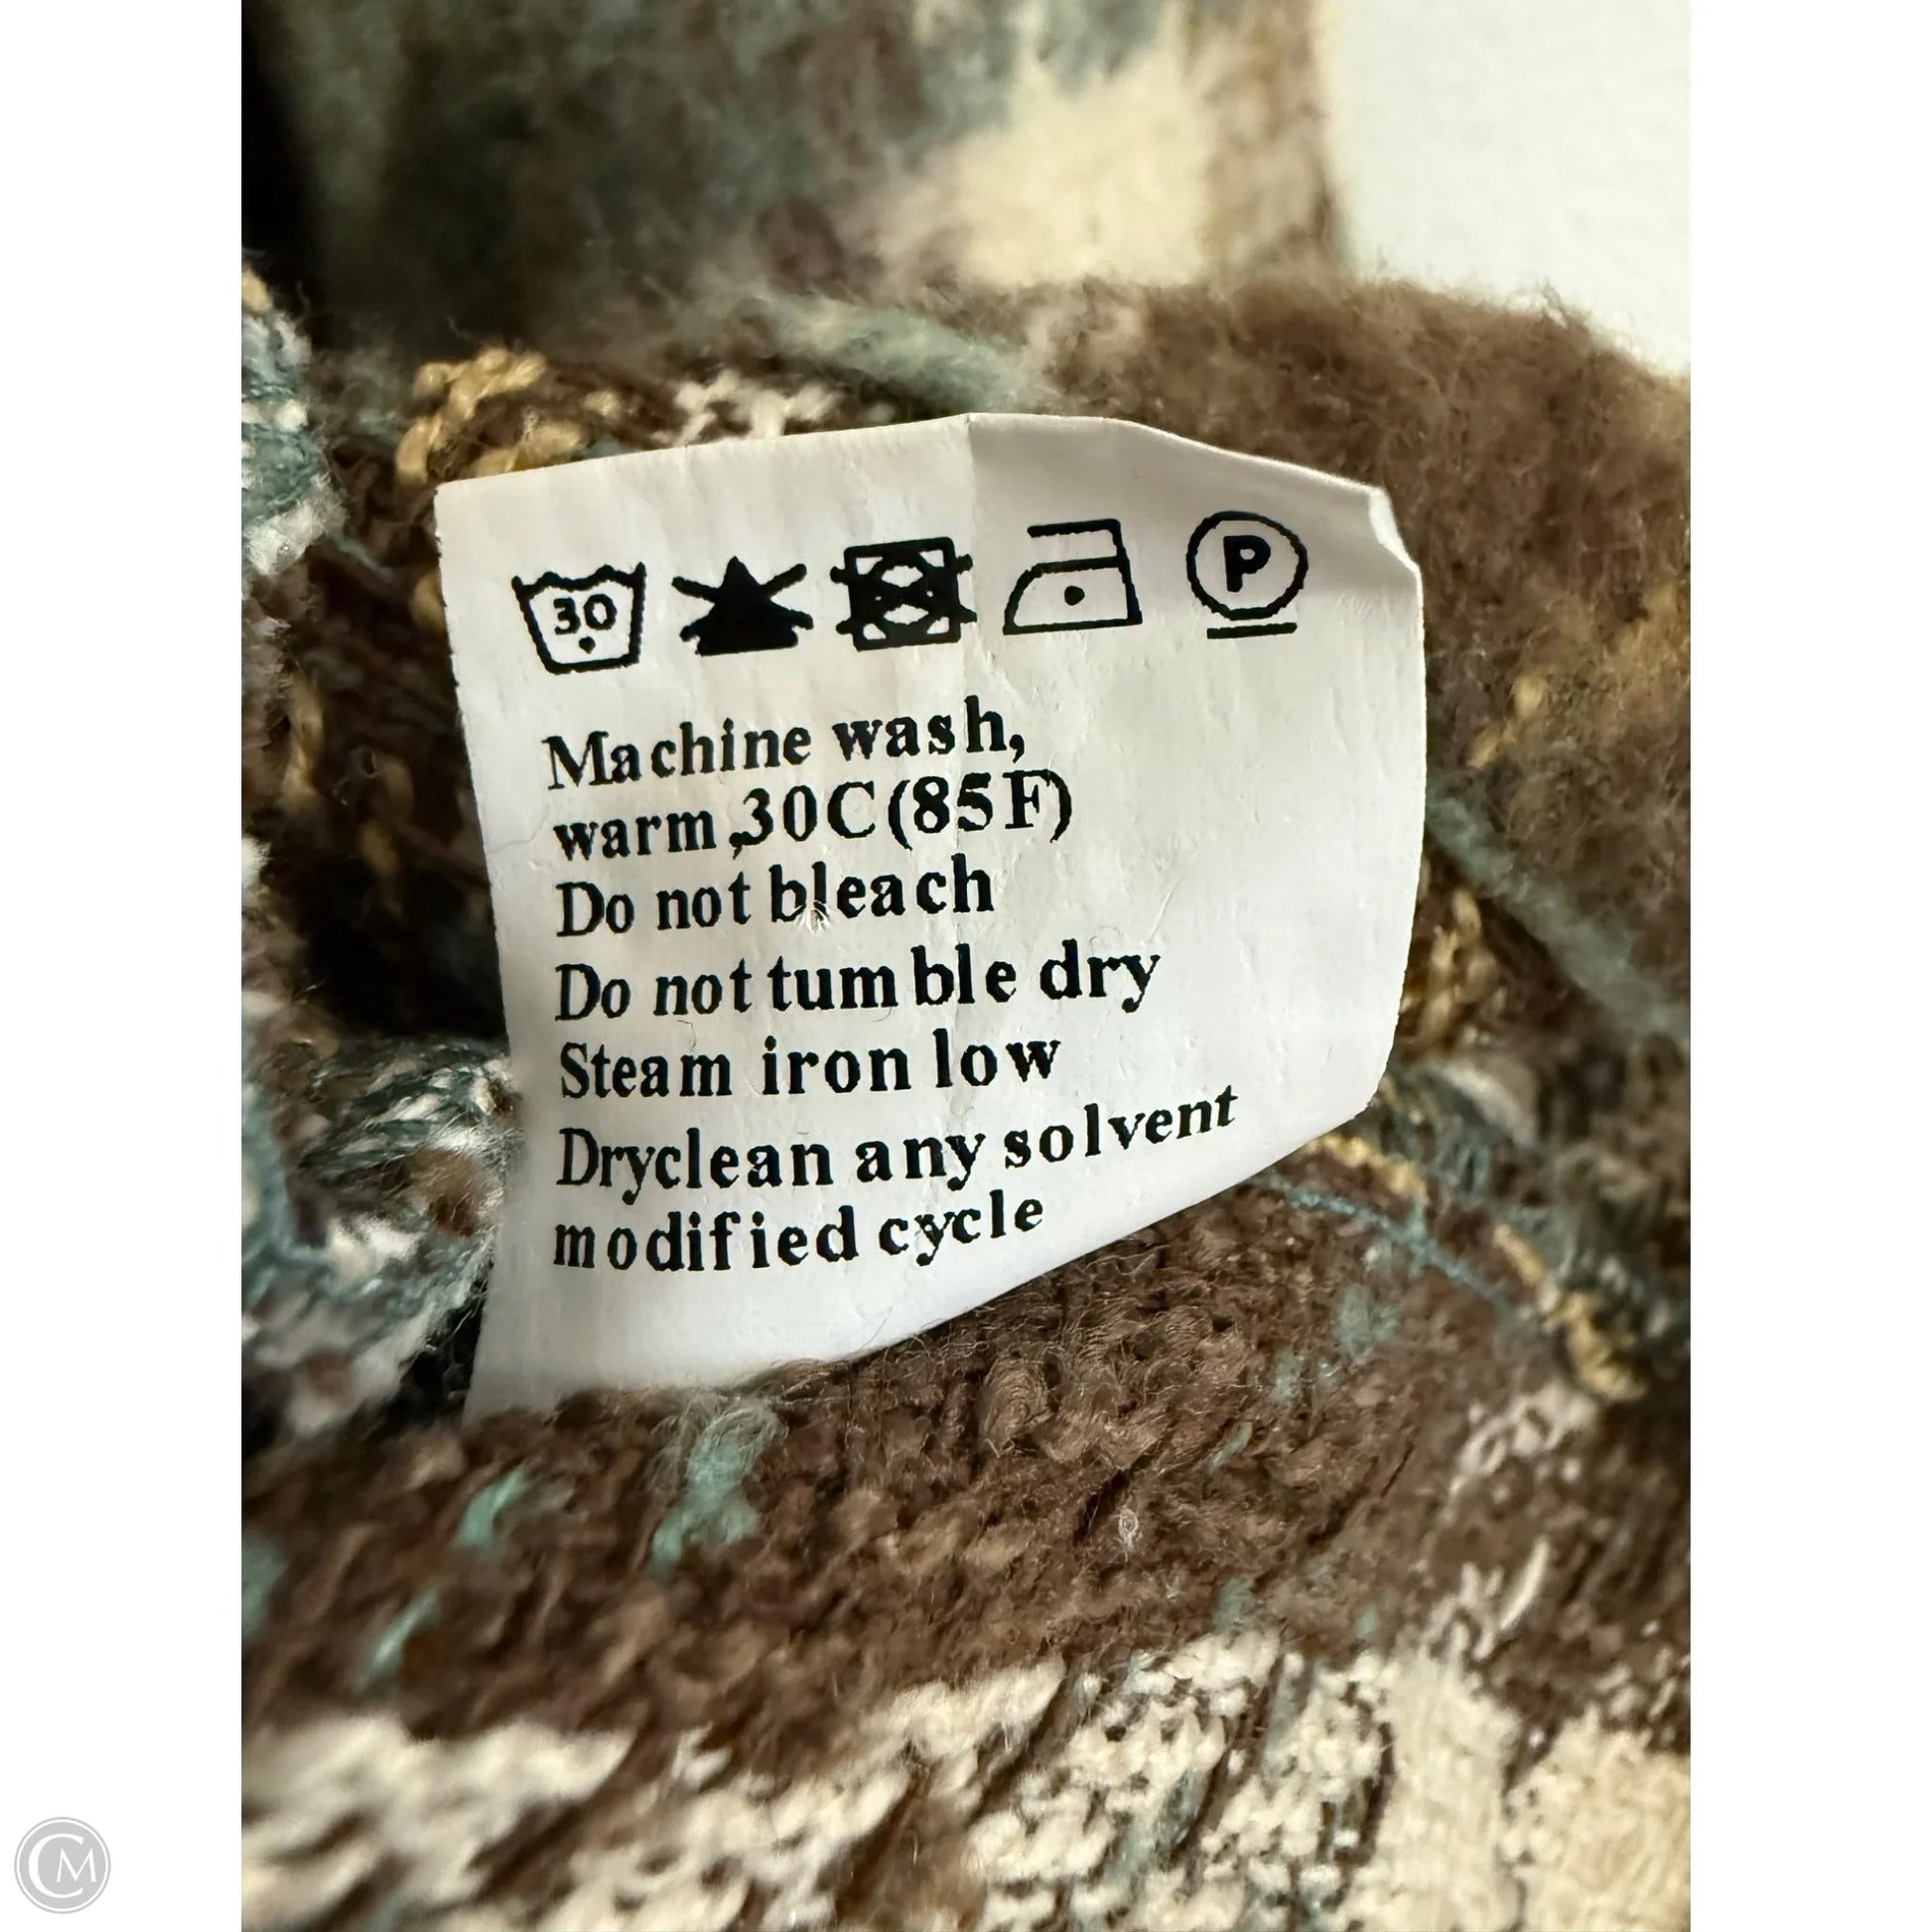 30
P
Machine wash,
warm,30C(85F)
Do not bleach
Do not tumble dry
Steam iron low
Dryclean any solvent
modified cycle
CM